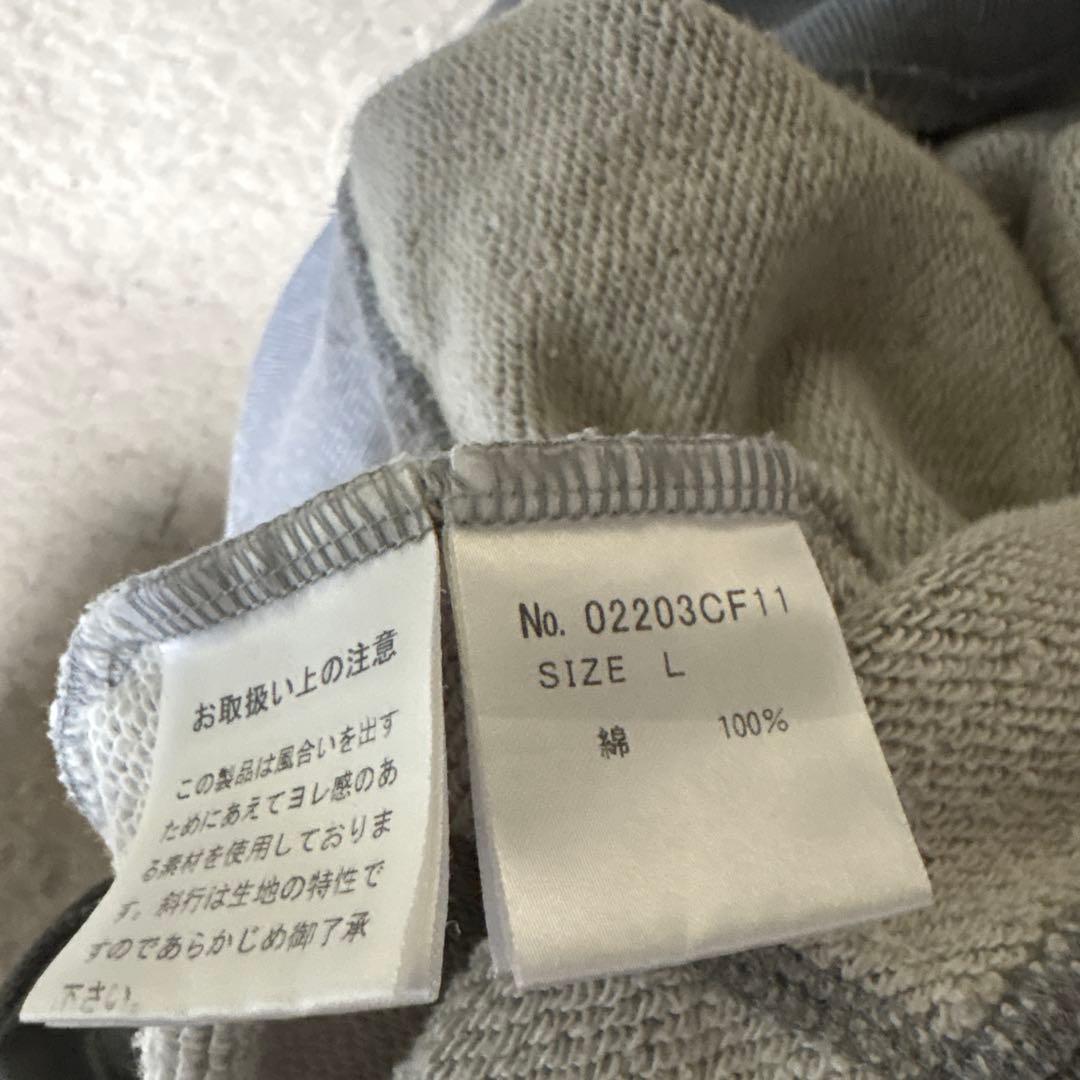 お取扱い上の注意
この製品は風合いを出す
ためにあえてヨレ感のあ
る素材を使用しておりま
す。斜行は生地の特性で
すのであらかじめ御了承
下さい。
No. 02203CF11
SIZE L
綿 100%